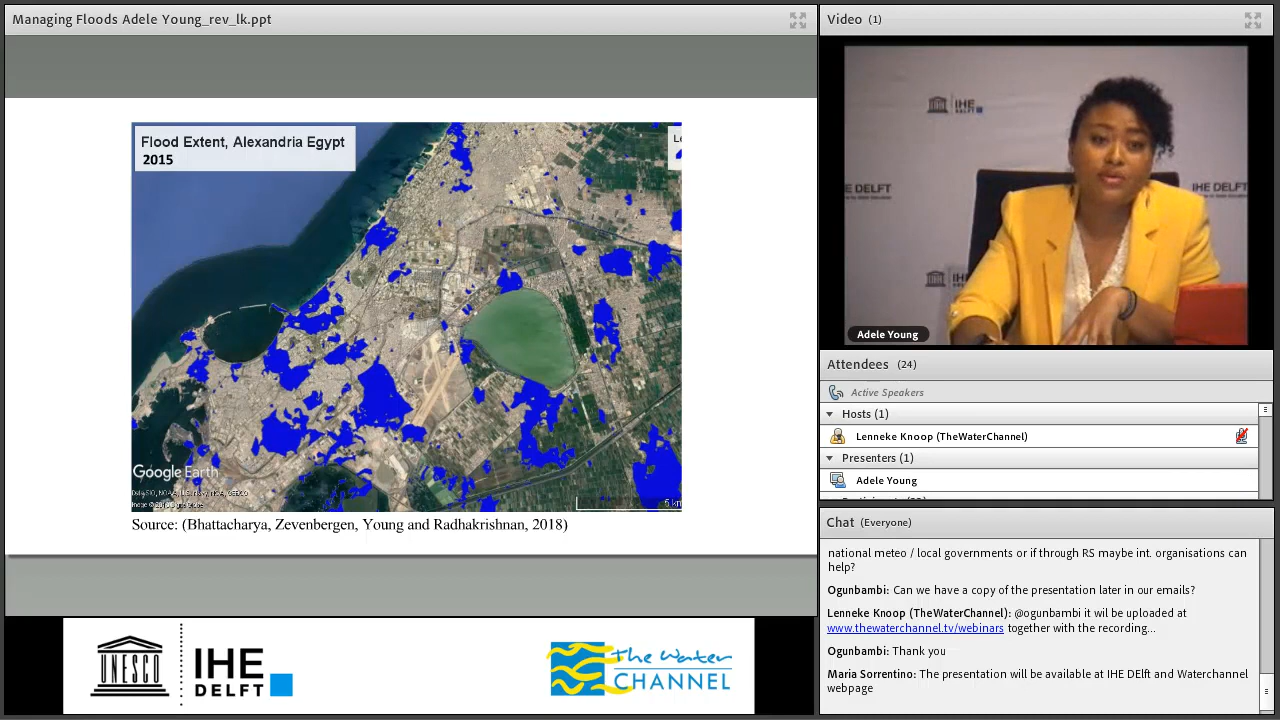 Managing Floods Adele Young_rev_lk.ppt
Flood Extent, Alexandria Egypt
2015
Google Earth
6 km
Source: (Bhattacharya, Zevenbergen, Young and Radhakrishnan, 2018)
UNESCO
IHE
DELFT
The Water
CHANNEL
Video (1)
IHE
DELFT
IHE DELFT
IHE DELFT
Adele Young
Attendees (24)
Active Speakers
Hosts (1)
Lenneke Knoop (TheWaterChannel)
Presenters (1)
Adele Young
Chat (Everyone)
national meteo / local governments or if through RS maybe int. organisations can
help?
Ogunbambi: Can we have a copy of the presentation later in our emails?
Lenneke Knoop (TheWaterChannel): @ogunbambi it wil be uploaded at
www.thewaterchannel.tv/webinars together with the recording...
Ogunbambi: Thank you
Maria Sorrentino: The presentation will be available at IHE DElft and Waterchannel
webpage